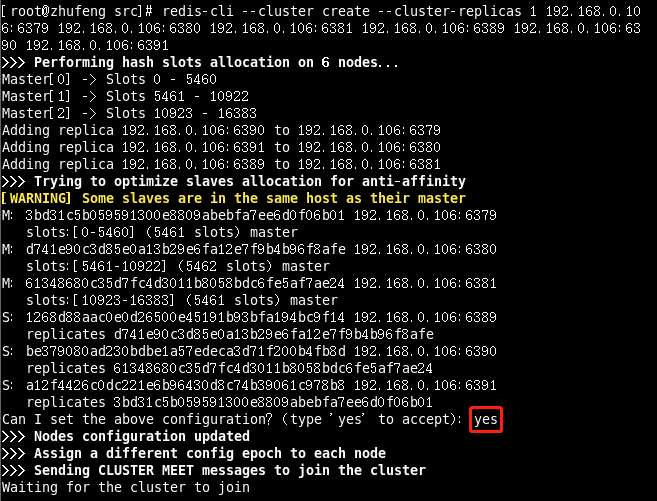 [root@zhufeng src]# redis-cli --cluster create --cluster-replicas 1 192.168.0.10
6:6379 192.168.0.106:6380 192.168.0.106:6381 192.168.0.106:6389 192.168.0.106:63
90 192.168.0.106:6391
>>> Performing hash slots allocation on 6 nodes...
Master[0] -> Slots 0 - 5460
Master[1] -> Slots 5461 - 10922
Master[2] -> Slots 10923 - 16383
Adding replica 192.168.0.106:6390 to 192.168.0.106:6379
Adding replica 192.168.0.106:6391 to 192.168.0.106:6380
Adding replica 192.168.0.106:6389 to 192.168.0.106:6381
>>> Trying to optimize slaves allocation for anti-affinity
[WARNING] Some slaves are in the same host as their master
M: 3bd31c5b059591300e8809abebfa7ee6d0f06b01 192.168.0.106:6379
   slots:[0-5460] (5461 slots) master
M: d741e90c3d85e0a13b29e6fa12e7f9b4b96f8afe 192.168.0.106:6380
   slots:[5461-10922] (5462 slots) master
M: 61348680c35d7fc4d3011b8058bdc6fe5af7ae24 192.168.0.106:6381
   slots:[10923-16383] (5461 slots) master
S: 1268d88aac0e0d26500e45191b93bfa194bc9f14 192.168.0.106:6389
   replicates d741e90c3d85e0a13b29e6fa12e7f9b4b96f8afe
S: be379080ad230bdbe1a57edeca3d71f200b4fb8d 192.168.0.106:6390
   replicates 61348680c35d7fc4d3011b8058bdc6fe5af7ae24
S: a12f4426c0dc221e6b96430d8c74b39061c978b8 192.168.0.106:6391
   replicates 3bd31c5b059591300e8809abebfa7ee6d0f06b01
Can I set the above configuration? (type 'yes' to accept): yes
>>> Nodes configuration updated
>>> Assign a different config epoch to each node
>>> Sending CLUSTER MEET messages to join the cluster
Waiting for the cluster to join